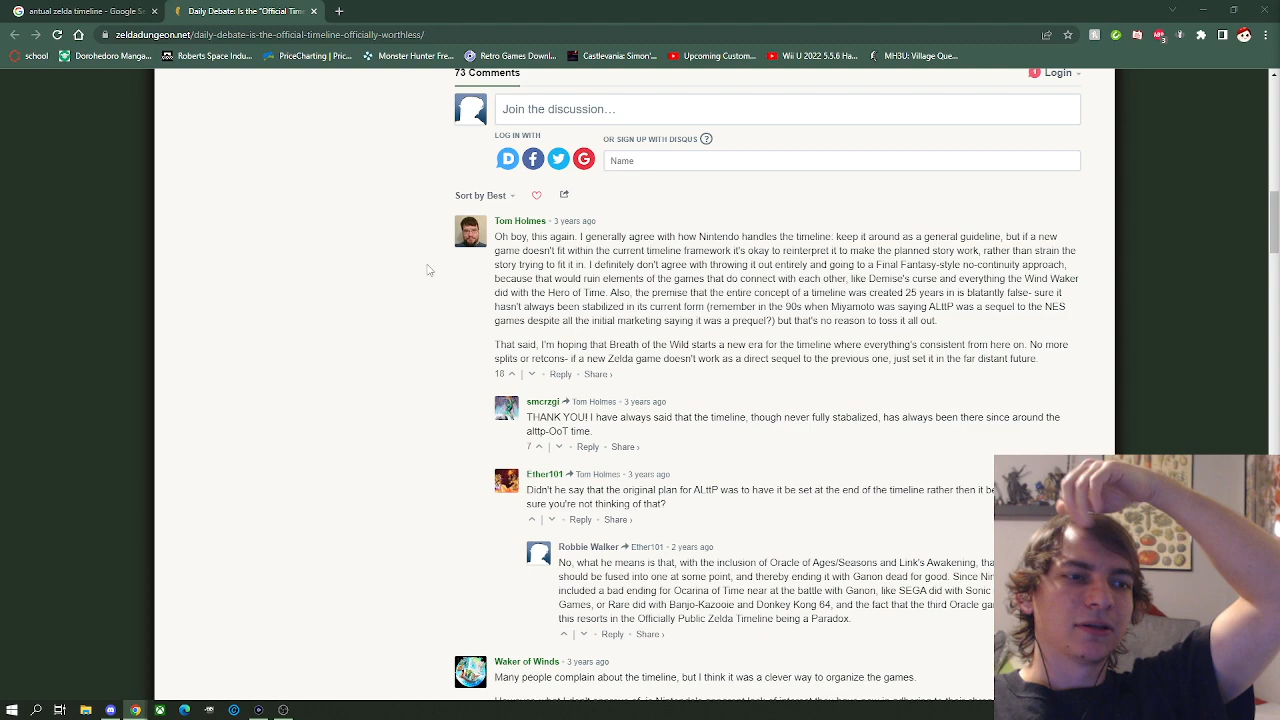 antual zelda timeline - Google Se
Daily Debate: Is the "Official Time
zeldadungeon.net/daily-debate-is-the-timeline-officially-worthless/
school
Dorohedoro Manga...
Roberts Space Indu...
PriceCharting |...
Monster Hunter Fre...
Retro Games Downl...
Castlevania: Simon'...
Upcoming Custom...
Wii U 2022 5.5.6 Fa...
MH3U: Village Que...
73 Comments
Login
Join the discussion…
LOG IN WITH
OR SIGN UP WITH DISQUS ?
Name
Sort by Best
Tom Holmes • 3 years ago
Oh boy, this again. I generally agree with how Nintendo handles the timeline: keep it around as a general guideline, but if a new
game doesn't fit within the current timeline framework it's okay to reinterpret it to make the planned story work, rather than strain the
story trying to fit it in. I definitely don't agree with throwing it out entirely and going to a Final Fantasy-style no-continuity approach,
because that would ruin elements of the games that do connect with each other, like Demise's curse and everything the Wind Waker
did with the Hero of Time. Also, the premise that the entire concept of a timeline was created 25 years in is blatantly false- sure it
hasn't always been stabilized in its current form (remember in the 90s when Miyamoto was saying ALttP was a sequel to the NES
games despite all the initial marketing saying it was a prequel?) but that's no reason to toss it all out.
That said, I'm hoping that Breath of the Wild starts a new era for the timeline where everything's consistent from here on. No more
splits or retcons- if a new Zelda game doesn't work as a direct sequel to the previous one, just set it in the far distant future.
18 • Reply • Share ›
smcrzgi Tom Holmes • 3 years ago
THANK YOU! I have always said that the timeline, though never fully stabalized, has always been there since around the
alttp-OoT time.
7 • Reply • Share ›
Ether101 Tom Holmes • 3 years ago
Didn't he say that the original plan for ALttP was to have it be set at the end of the timeline rather then it be
sure you're not thinking of that?
• Reply • Share ›
Robbie Walker Ether101 • 2 years ago
No, what he means is that, with the inclusion of Oracle of Ages/Seasons and Link's Awakening, tha
should be fused into one at some point, and thereby ending it with Ganon dead for good. Since Nin
included a bad ending for Ocarina of Time near at the battle with Ganon, like SEGA did with Sonic
Games, or Rare did with Banjo-Kazooie and Donkey Kong 64, and the fact that the third Oracle ga
this resorts in the Officially Public Zelda Timeline being a Paradox.
• Reply • Share ›
Waker of Winds • 3 years ago
Many people complain about the timeline, but I think it was a clever way to organize the games.